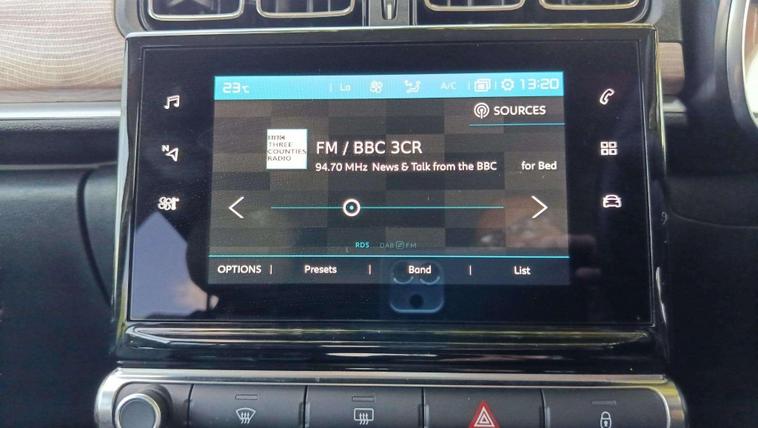 23°C Lo A/C 13:20
SOURCES
BBC
THREE
COUNTIES
RADIO
FM / BBC 3CR
94.70 MHz News & Talk from the BBC for Bed
N
RDS DAB FM
OPTIONS | Presets | Band | List